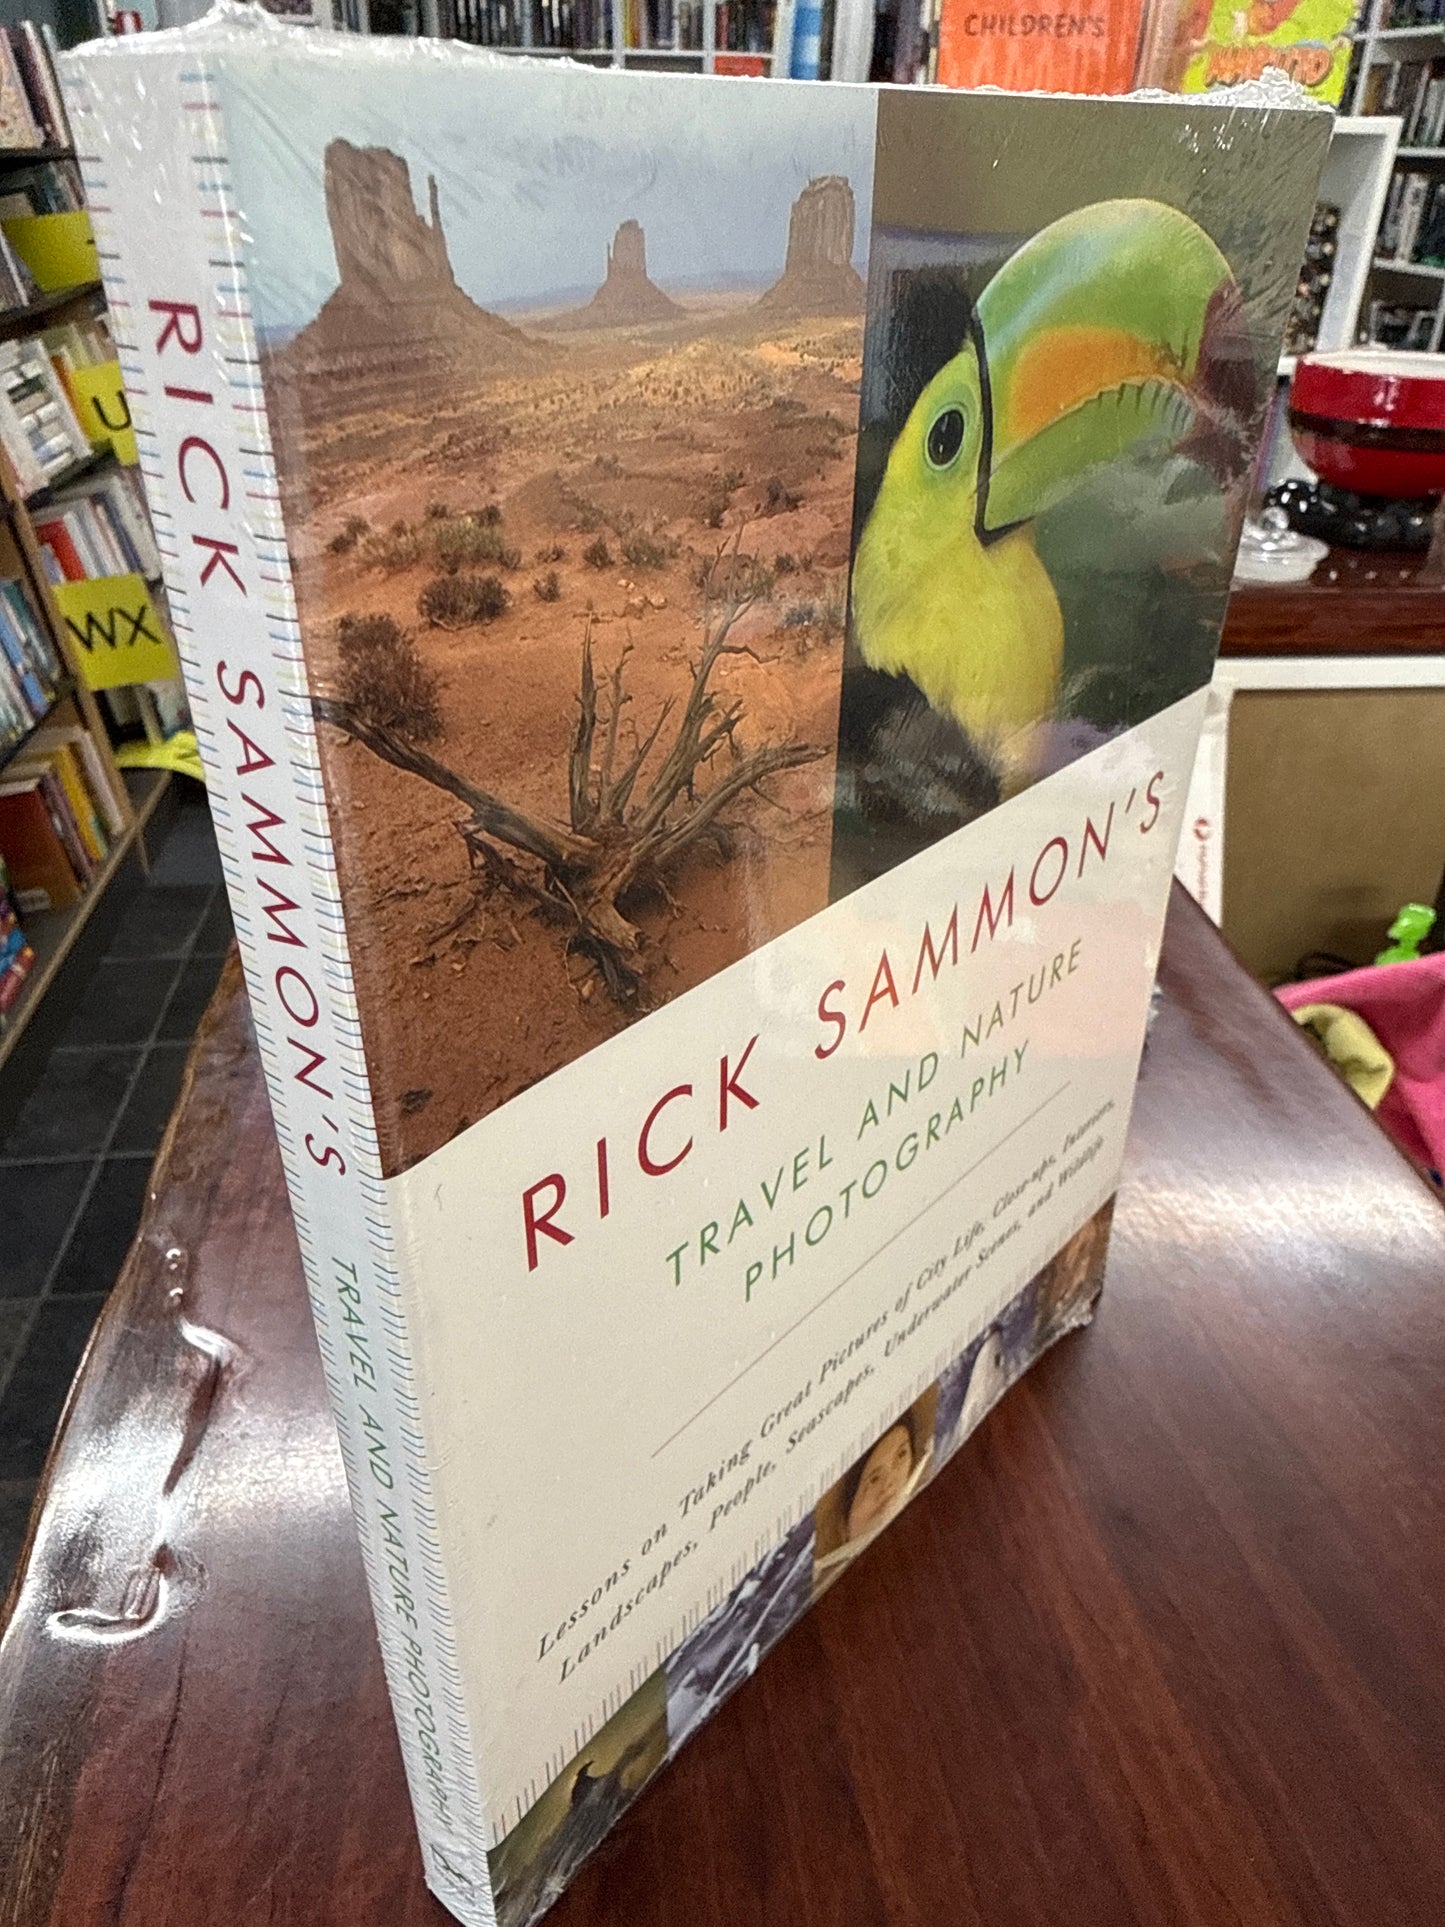 CHILDREN'S
U
WX
RICK SAMMON'S TRAVEL AND NATURE PHOTOGRAPHY
RICK SAMMON'S
TRAVEL AND NATURE
PHOTOGRAPHY
Lessons on Taking Great Pictures of City Life, Close-ups, Interiors,
Landscapes, People, Seascapes, Underwater Scenes, and Wildlife